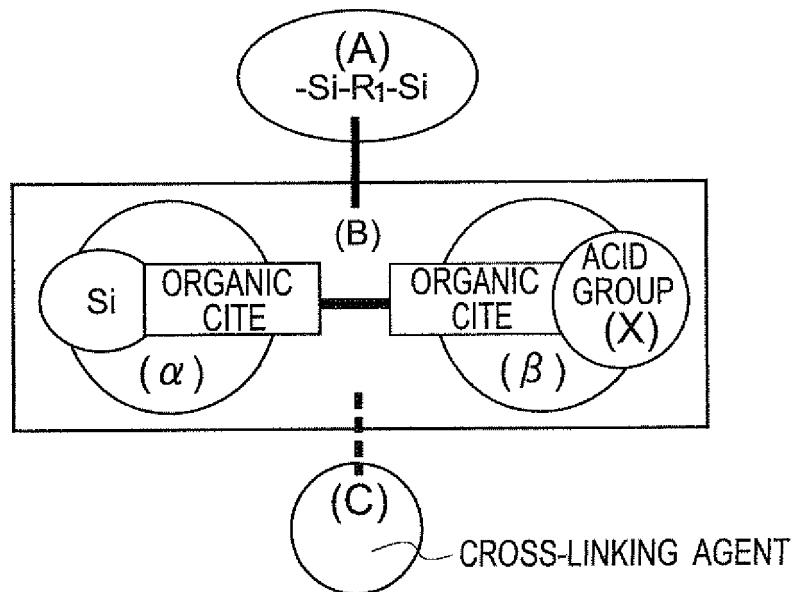 (A)
-Si-R1-Si
(B)
Si
ORGANIC
CITE
(α)
ORGANIC
CITE
(β)
ACID
GROUP
(X)
(C)
CROSS-LINKING AGENT